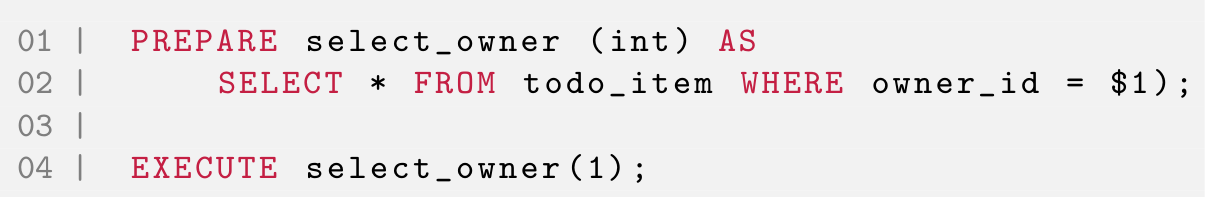 01 | PREPARE select_owner (int) AS
02 |     SELECT * FROM todo_item WHERE owner_id = $1);
03 |
04 | EXECUTE select_owner(1);